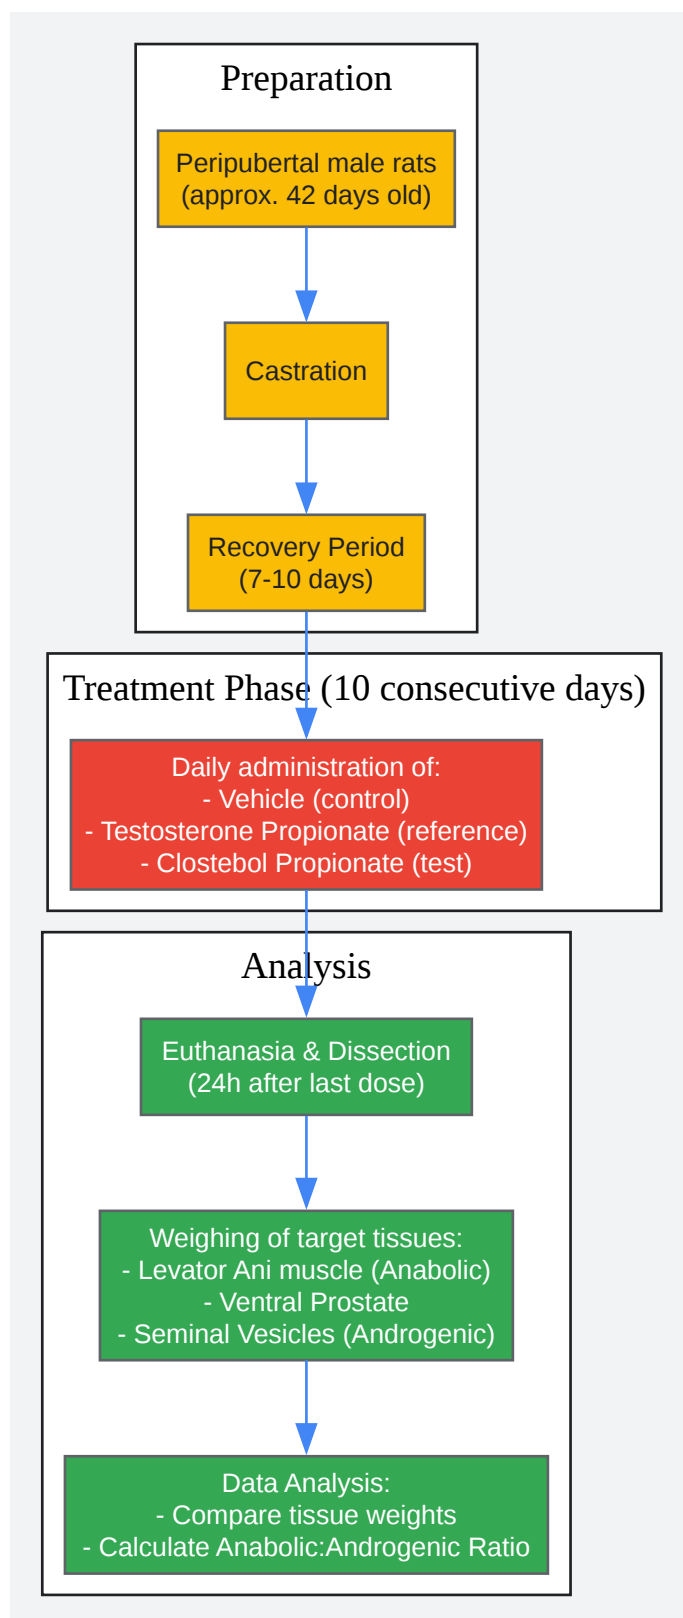 Preparation
Peripubertal male rats
(approx. 42 days old)
Castration
Recovery Period
(7-10 days)
Treatment Phase (10 consecutive days)
Daily administration of:
- Vehicle (control)
- Testosterone Propionate (reference)
- Clostebol Propionate (test)
Analysis
Euthanasia & Dissection
(24h after last dose)
Weighing of target tissues:
- Levator Ani muscle (Anabolic)
- Ventral Prostate
- Seminal Vesicles (Androgenic)
Data Analysis:
- Compare tissue weights
- Calculate Anabolic:Androgenic Ratio